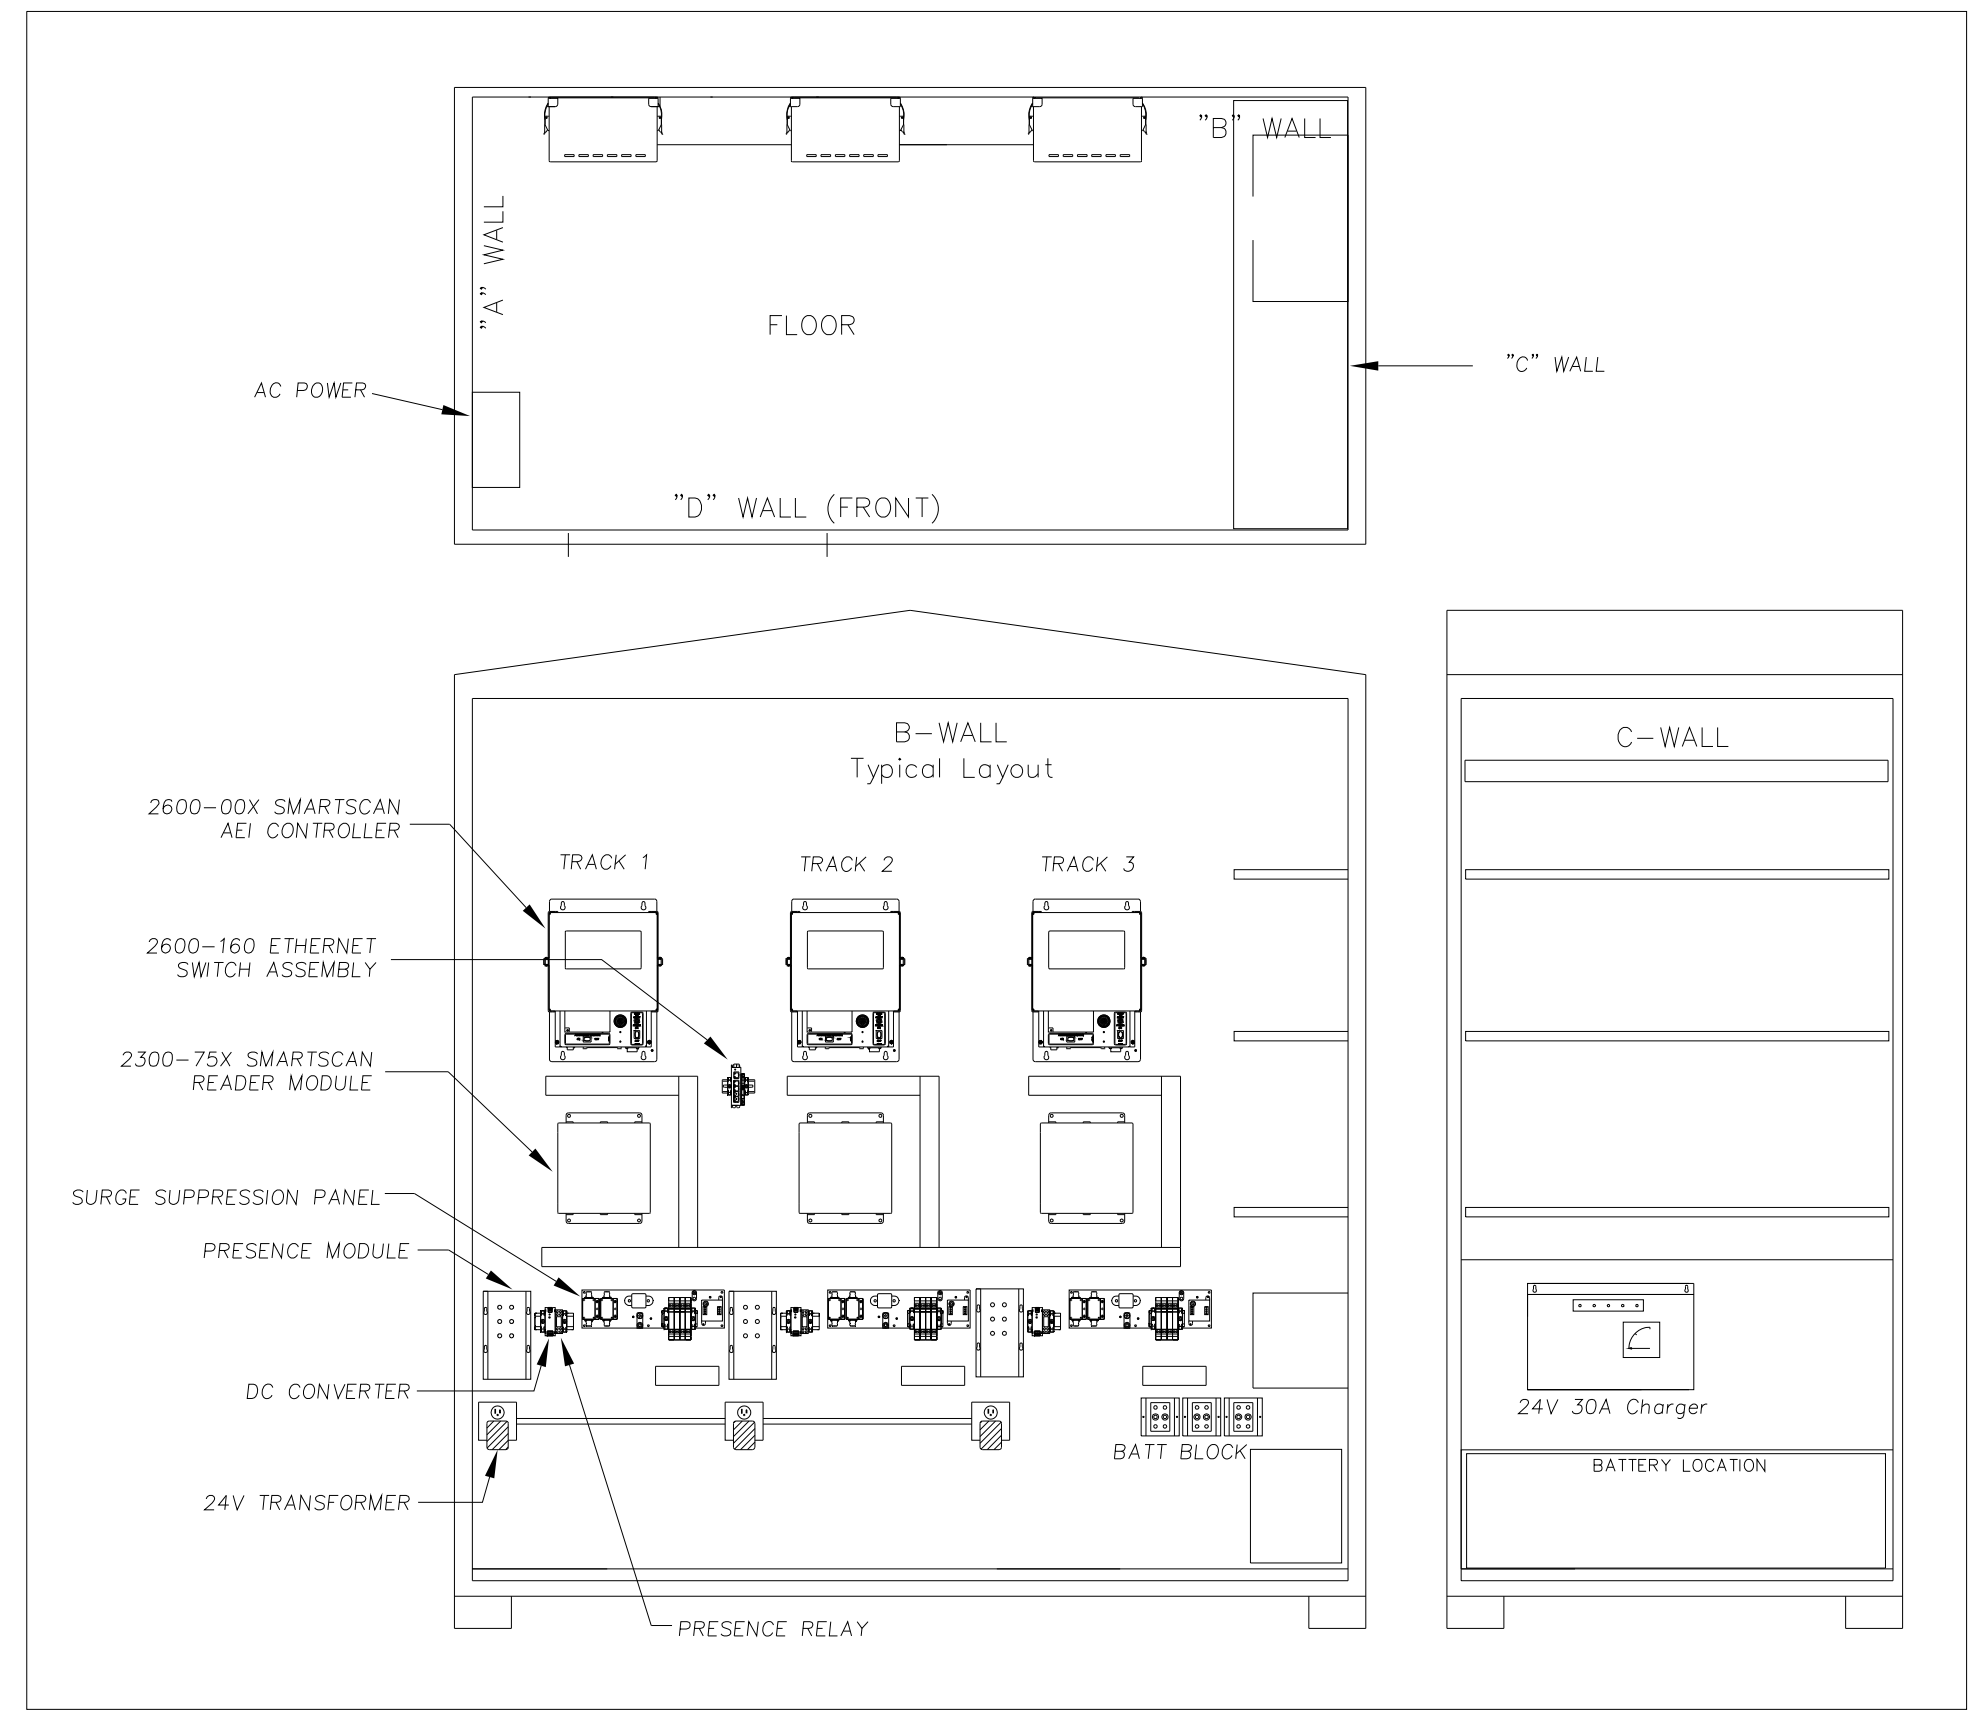 "B" WALL
"A" WALL
FLOOR
"C" WALL
AC POWER
"D" WALL (FRONT)
B-WALL
Typical Layout
C-WALL
2600-00X SMARTSCAN
AEI CONTROLLER
TRACK 1
TRACK 2
TRACK 3
2600-160 ETHERNET
SWITCH ASSEMBLY
2300-75X SMARTSCAN
READER MODULE
SURGE SUPPRESSION PANEL
PRESENCE MODULE
DC CONVERTER
24V 30A Charger
BATT BLOCK
BATTERY LOCATION
24V TRANSFORMER
PRESENCE RELAY